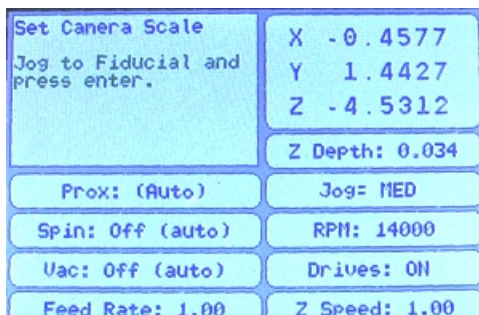 Set Camera Scale
Jog to Fiducial and
press enter.
X -0.4577
Y 1.4427
Z -4.5312
Z Depth: 0.034
Prox: (Auto)
Jog= MED
Spin: Off (auto)
RPM: 14000
Vac: Off (auto)
Drives: ON
Feed Rate: 1.00
Z Speed: 1.00